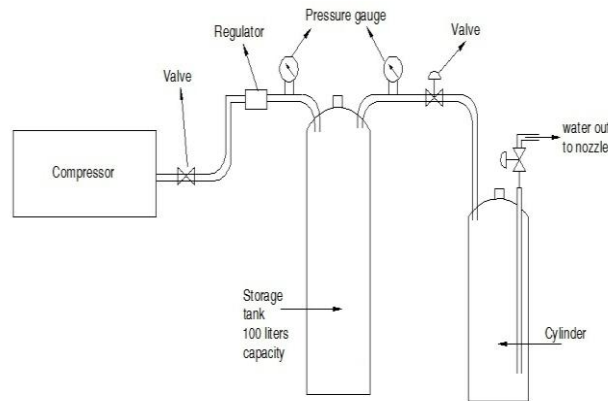 Pressure gauge
Regulator
Valve
Valve
water out
to nozzle
Compressor
Storage
tank
100 liters
capacity
Cylinder